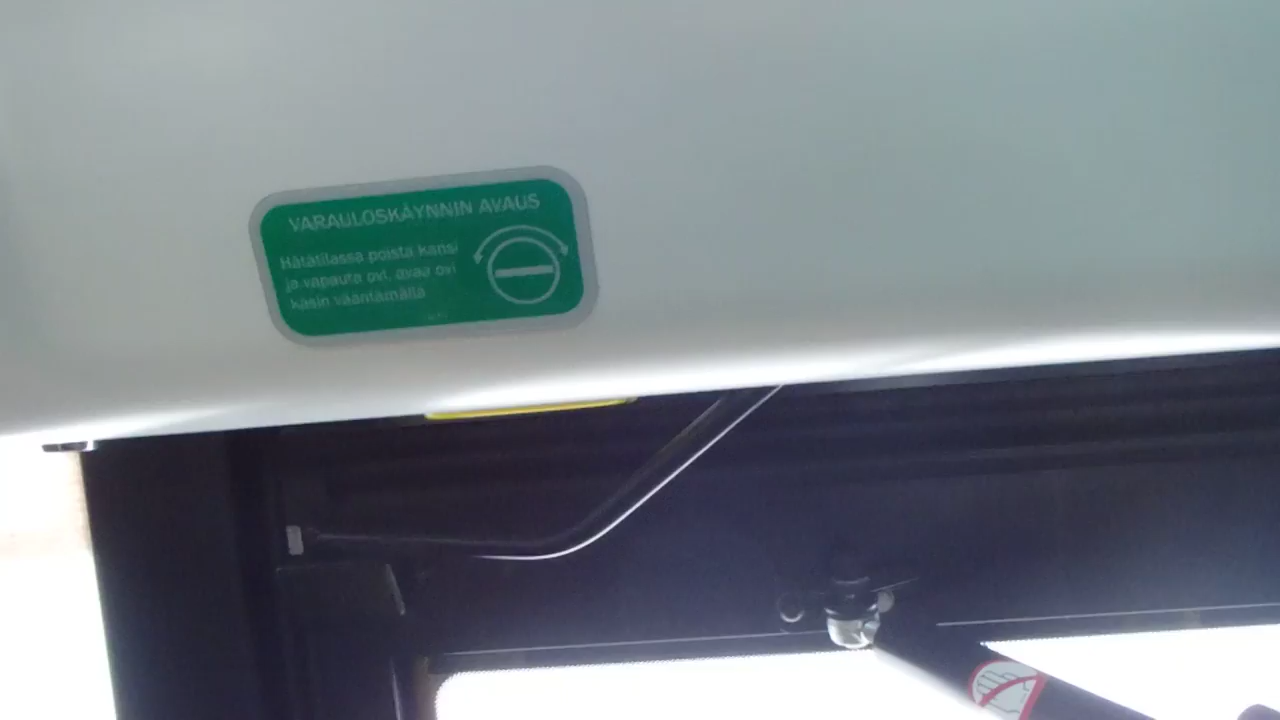 VARAULOSKÄYNNIN AVAUS
Hätätilassa poista kansi
ja vapauta ovi, avaa ovi
käsin vääntämällä